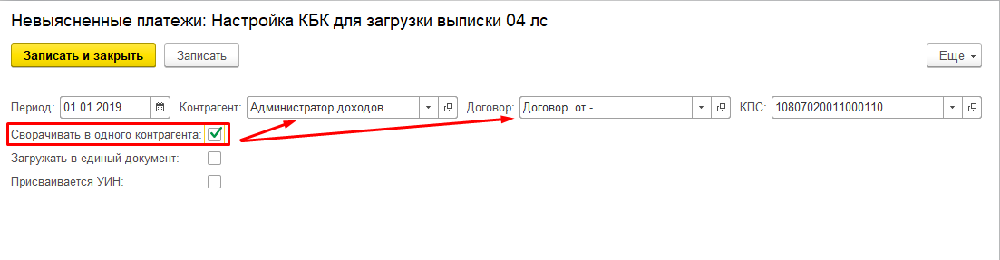 Невыясненные платежи: Настройка КБК для загрузки выписки 04 лс
Записать и закрыть Записать Еще
Период: 01.01.2019 Контрагент: Администратор доходов Договор: Договор от - КПС: 10807020011000110
Сворачивать в одного контрагента:
Загружать в единый документ:
Присваивается УИН: